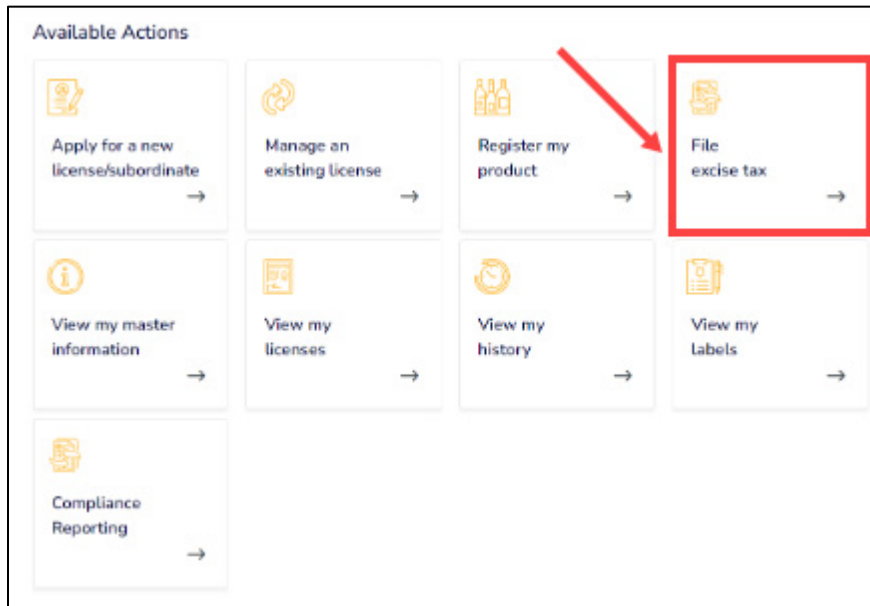 Available Actions
Apply for a new
license/subordinate
Manage an
existing license
Register my
product
File
excise tax
View my master
information
View my
licenses
View my
history
View my
labels
Compliance
Reporting